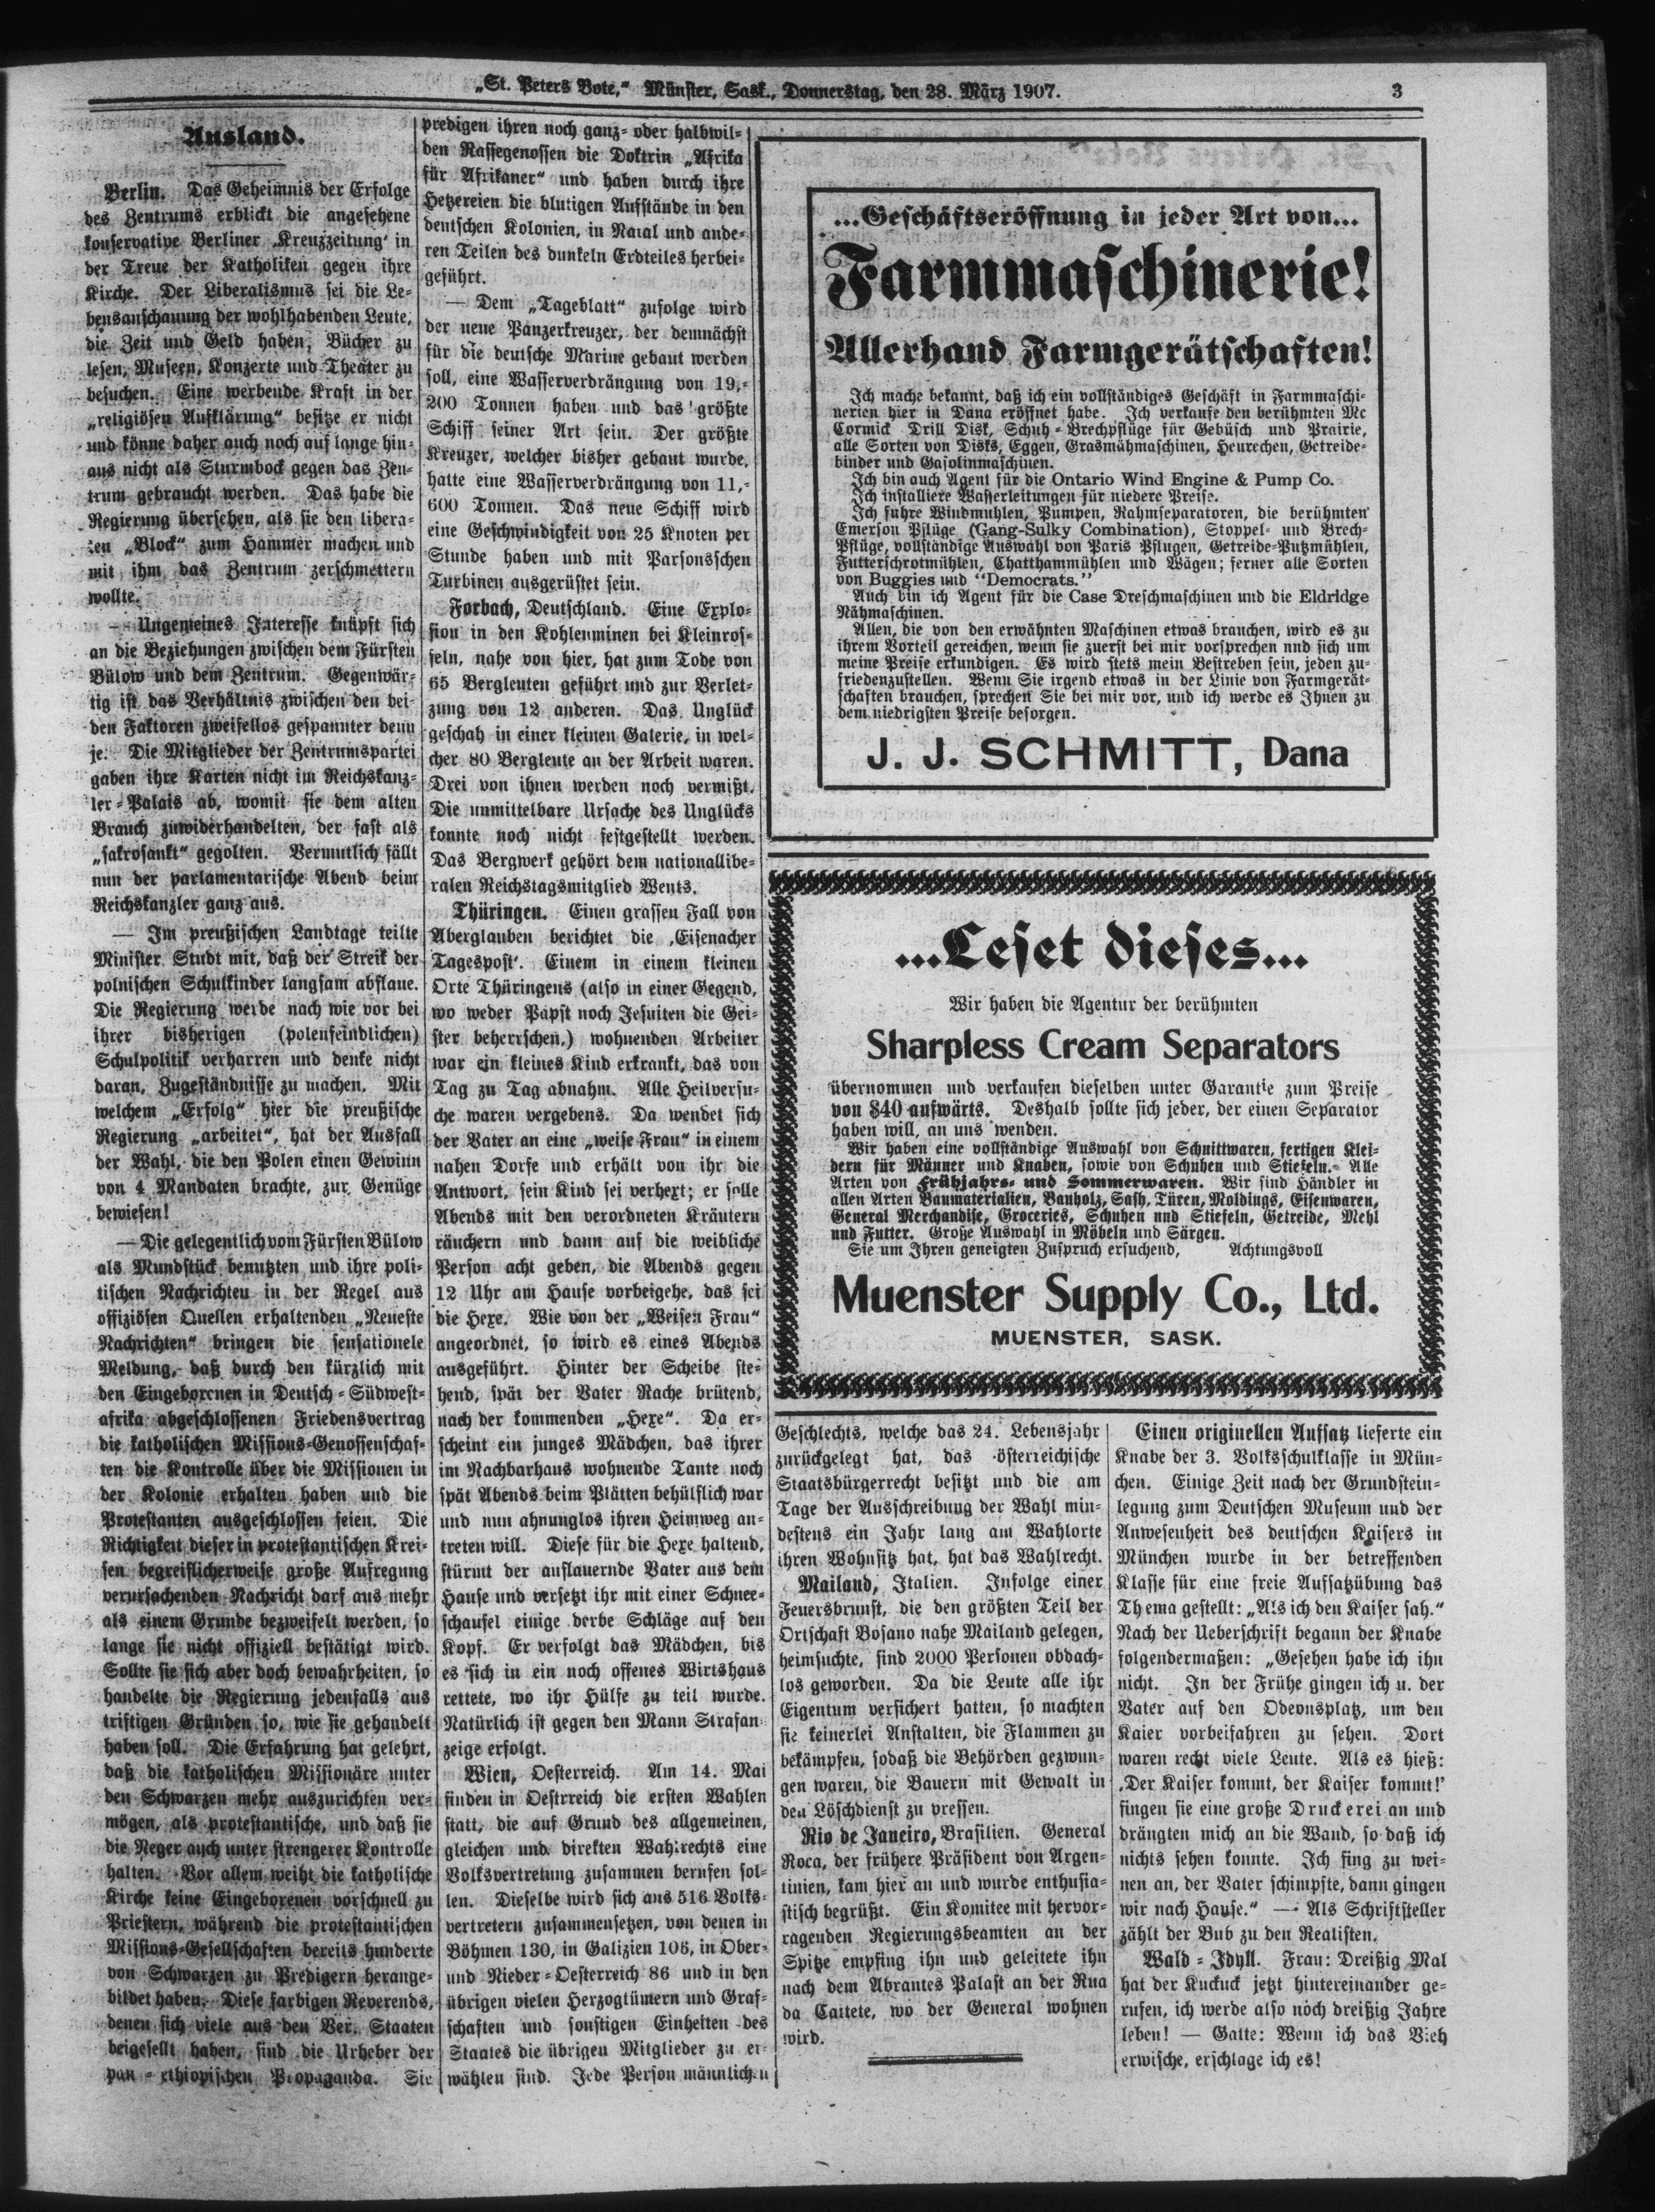 „St. Peters Bote,“ Münster, Sask., Donnerstag, den 28. März 1907.
3
Ausland.
Berlin. Das Geheimnis der Erfolge
des Zentrums erblickt die angesehene
konservative Berliner ‚Kreuzzeitung‘ in
der Treue der Katholiken gegen ihre
Kirche. Der Liberalismus sei die Le-
bensanschauung der wohlhabenden Leute,
die Zeit und Geld haben, Bücher zu
lesen, Museen, Konzerte und Theater zu
besuchen. Eine werbende Kraft in der
„religiösen Aufklärung“ besitze er nicht
und könne daher auch noch auf lange hin-
aus nicht als Sturmbock gegen das Zen-
trum gebraucht werden. Das habe die
Regierung übersehen, als sie den libera-
len „Block“ zum Hammer machen und
mit ihm das Zentrum zerschmettern
wollte.
— Ungemeines Interesse knüpft sich
an die Beziehungen zwischen dem Fürsten
Bülow und dem Zentrum. Gegenwär-
tig ist das Verhältnis zwischen den bei-
den Faktoren zweifellos gespannter denn
je. Die Mitglieder der Zentrumspartei
gaben ihre Karten nicht im Reichskanz-
ler-Palais ab, womit sie dem alten
Brauch zuwiderhandelten, der fast als
„sakrosankt“ gegolten. Vermutlich fällt
nun der parlamentarische Abend beim
Reichskanzler ganz aus.
— Im preußischen Landtage teilte
Minister Studt mit, daß der Streik der
polnischen Schulkinder langsam abflaue.
Die Regierung werde nach wie vor bei
ihrer bisherigen (polenfeindlichen)
Schulpolitik verharren und denke nicht
daran, Zugeständnisse zu machen. Mit
welchem „Erfolg“ hier die preußische
Regierung „arbeitet“, hat der Ausfall
der Wahl, die den Polen einen Gewinn
von 4 Mandaten brachte, zur Genüge
bewiesen!
— Die gelegentlich vom Fürsten Bülow
als Mundstück benutzten und ihre poli-
tischen Nachrichten in der Regel aus
offiziösen Quellen erhaltenden „Neueste
Nachrichten“ bringen die sensationele
Meldung, daß durch den kürzlich mit
den Eingeborenen in Deutsch-Südwest-
afrika abgeschlossenen Friedensvertrag
die katholischen Missions-Genossenschaf-
ten die Kontrolle über die Missionen in
der Kolonie erhalten haben und die
Protestanten ausgeschlossen seien. Die
Richtigkeit dieser in protestantischen Krei-
sen begreiflicherweise große Aufregung
verursachenden Nachricht darf aus mehr
als einem Grunde bezweifelt werden, so
lange sie nicht offiziell bestätigt wird.
Sollte sie sich aber doch bewahrheiten, so
handelte die Regierung jedenfalls aus
triftigen Gründen so, wie sie gehandelt
haben soll. Die Erfahrung hat gelehrt,
daß die katholischen Missionäre unter
den Schwarzen mehr auszurichten ver-
mögen, als protestantische, und daß sie
die Neger auch unter strengerer Kontrolle
halten. Vor allem weiht die katholische
Kirche keine Eingeborenen vorschnell zu
Priestern, während die protestantischen
Missions-Gesellschaften bereits hunderte
von Schwarzen zu Predigern herange-
bildet haben. Diese farbigen Reverends,
denen sich viele aus den Ver. Staaten
beigesellt haben, sind die Urheber der
pan-ethiopischen Propaganda. Sie
predigen ihren noch ganz- oder halbwil-
den Rassegenossen die Doktrin „Afrika
für Afrikaner“ und haben durch ihre
Hetzereien die blutigen Aufstände in den
deutschen Kolonien, in Natal und ande-
ren Teilen des dunkeln Erdteiles herbei-
geführt.
— Dem „Tageblatt“ zufolge wird
der neue Panzerkreuzer, der demnächst
für die deutsche Marine gebaut werden
soll, eine Wasserverdrängung von 19,-
200 Tonnen haben und das größte
Schiff seiner Art sein. Der größte
Kreuzer, welcher bisher gebaut wurde,
hatte eine Wasserverdrängung von 11,-
600 Tonnen. Das neue Schiff wird
eine Geschwindigkeit von 25 Knoten per
Stunde haben und mit Parsonsschen
Turbinen ausgerüstet sein.
Forbach, Deutschland. Eine Explo-
sion in den Kohlenminen bei Kleinros-
seln, nahe von hier, hat zum Tode von
65 Bergleuten geführt und zur Verlet-
zung von 12 anderen. Das Unglück
geschah in einer kleinen Galerie, in wel-
cher 80 Bergleute an der Arbeit waren.
Drei von ihnen werden noch vermißt.
Die unmittelbare Ursache des Unglücks
konnte noch nicht festgestellt werden.
Das Bergwerk gehört dem nationallibe-
ralen Reichstagsmitglied Wents.
Thüringen. Einen grassen Fall von
Aberglauben berichtet die ‚Eisenacher
Tagespost‘. Einem in einem kleinen
Orte Thüringens (also in einer Gegend,
wo weder Papst noch Jesuiten die Gei-
ster beherrschen,) wohnenden Arbeiter
war ein kleines Kind erkrankt, das von
Tag zu Tag abnahm. Alle Heilversu-
che waren vergebens. Da wendet sich
der Vater an eine „weise Frau“ in einem
nahen Dorfe und erhält von ihr die
Antwort, sein Kind sei verhext; er solle
Abends mit den verordneten Kräutern
räuchern und dann auf die weibliche
Person acht geben, die Abends gegen
12 Uhr am Hause vorbeigehe, das sei
die Hexe. Wie von der „Weisen Frau“
angeordnet, so wird es eines Abends
ausgeführt. Hinter der Scheibe ste-
hend, spät der Vater Rache brütend,
nach der kommenden „Hexe“. Da er-
scheint ein junges Mädchen, das ihrer
im Nachbarhaus wohnende Tante noch
spät Abends beim Plätten behülflich war
und nun ahnunglos ihren Heimweg an-
treten will. Diese für die Hexe haltend,
stürmt der auflauernde Vater aus dem
Hause und versetzt ihr mit einer Schnee-
schaufel einige derbe Schläge auf den
Kopf. Er verfolgt das Mädchen, bis
es sich in ein noch offenes Wirtshaus
rettete, wo ihr Hülfe zu teil wurde.
Natürlich ist gegen den Mann Strafan-
zeige erfolgt.
Wien, Oesterreich. Am 14. Mai
finden in Oestrreich die ersten Wahlen
statt, die auf Grund des allgemeinen,
gleichen und direkten Wahlrechts eine
Volksvertretung zusammen berufen sol-
len. Dieselbe wird sich aus 516 Volks-
vertretern zusammensetzen, von denen in
Böhmen 130, in Galizien 106, in Ober-
und Nieder-Oesterreich 86 und in den
übrigen vielen Herzogtümern und Graf-
schaften und sonstigen Einheiten des
Staates die übrigen Mitglieder zu er-
wählen sind. Jede Person männlichen
...Geschäftseröffnung in jeder Art von...
Farmmaschinerie!
Allerhand Farmgerätschaften!
Ich mache bekannt, daß ich ein vollständiges Geschäft in Farmmaschi-
nerien hier in Dana eröffnet habe. Ich verkaufe den berühmten Mc
Cormick Drill Disk, Schuh-Brechpflüge für Gebüsch und Prairie,
alle Sorten von Disks, Eggen, Grasmähmaschinen, Heurechen, Getreide-
binder und Gasolinmaschinen.
Ich bin auch Agent für die Ontario Wind Engine & Pump Co.
Ich installiere Wasserleitungen für niedere Preise.
Ich führe Windmühlen, Pumpen, Rahmseparatoren, die berühmten
Emerson Pflüge (Gang-Sulky Combination), Stoppel- und Brech-
Pflüge, vollständige Auswahl von Paris Pflugen, Getreide-Putzmühlen,
Futterschrotmühlen, Chatthammühlen und Wägen; ferner alle Sorten
von Buggies und “Democrats.”
Auch bin ich Agent für die Case Dreschmaschinen und die Eldridge
Nähmaschinen.
Allen, die von den erwähnten Maschinen etwas brauchen, wird es zu
ihrem Vorteil gereichen, wenn sie zuerst bei mir vorsprechen und sich um
meine Preise erkundigen. Es wird stets mein Bestreben sein, jeden zu-
friedenzustellen. Wenn Sie irgend etwas in der Linie von Farmgerät-
schaften brauchen, sprechen Sie bei mir vor, und ich werde es Ihnen zu
dem niedrigsten Preise besorgen.
J. J. SCHMITT, Dana
...Leset dieses...
Wir haben die Agentur der berühmten
Sharpless Cream Separators
übernommen und verkaufen dieselben unter Garantie zum Preise
von $40 aufwärts. Deshalb sollte sich jeder, der einen Separator
haben will, an uns wenden.
Wir haben eine vollständige Auswahl von Schnittwaren, fertigen Klei-
dern für Männer und Knaben, sowie von Schuhen und Stiefeln. Alle
Arten von Frühjahrs- und Sommerwaren. Wir sind Händler in
allen Arten Baumaterialien, Bauholz, Sash, Türen, Moldings, Eisenwaren,
General Merchandise, Groceries, Schuhen und Stiefeln, Getreide, Mehl
und Futter. Große Auswahl in Möbeln und Särgen.
Sie um Ihren geneigten Zuspruch ersuchend, Achtungsvoll
Muenster Supply Co., Ltd.
MUENSTER, SASK.
Geschlechts, welche das 24. Lebensjahr
zurückgelegt hat, das österreichische
Staatsbürgerrecht besitzt und die am
Tage der Ausschreibung der Wahl min-
destens ein Jahr lang am Wahlorte
ihren Wohnsitz hat, hat das Wahlrecht.
Mailand, Italien. Infolge einer
Feuersbrunst, die den größten Teil der
Ortschaft Bosano nahe Mailand gelegen,
heimsuchte, sind 2000 Personen obdach-
los geworden. Da die Leute alle ihr
Eigentum versichert hatten, so machten
sie keinerlei Anstalten, die Flammen zu
bekämpfen, sodaß die Behörden gezwun-
gen waren, die Bauern mit Gewalt in
den Löschdienst zu pressen.
Rio de Janeiro, Brasilien. General
Roca, der frühere Präsident von Argen-
tinien, kam hier an und wurde enthusia-
stisch begrüßt. Ein Komitee mit hervor-
ragenden Regierungsbeamten an der
Spitze empfing ihn und geleitete ihn
nach dem Abrantes Palast an der Rua
da Cattete, wo der General wohnen
wird.
Einen originellen Aufsatz lieferte ein
Knabe der 3. Volksschulklasse in Mün-
chen. Einige Zeit nach der Grundstein-
legung zum Deutschen Museum und der
Anwesenheit des deutschen Kaisers in
München wurde in der betreffenden
Klasse für eine freie Aufsatzübung das
Thema gestellt: „Als ich den Kaiser sah.“
Nach der Ueberschrift begann der Knabe
folgendermaßen: „Gesehen habe ich ihn
nicht. In der Frühe gingen ich u. der
Vater auf den Odeonsplatz, um den
Kaier vorbeifahren zu sehen. Dort
waren recht viele Leute. Als es hieß:
‚Der Kaiser kommt, der Kaiser kommt!‘
fingen sie eine große Druckerei an und
drängten mich an die Wand, so daß ich
nichts sehen konnte. Ich fing zu wei-
nen an, der Vater schimpfte, dann gingen
wir nach Hause.“ — Als Schriftsteller
zählt der Bub zu den Realisten.
Wald-Idyll. Frau: Dreißig Mal
hat der Kuckuck jetzt hintereinander ge-
rufen, ich werde also noch dreißig Jahre
leben! — Gatte: Wenn ich das Vieh
erwische, erschlage ich es!